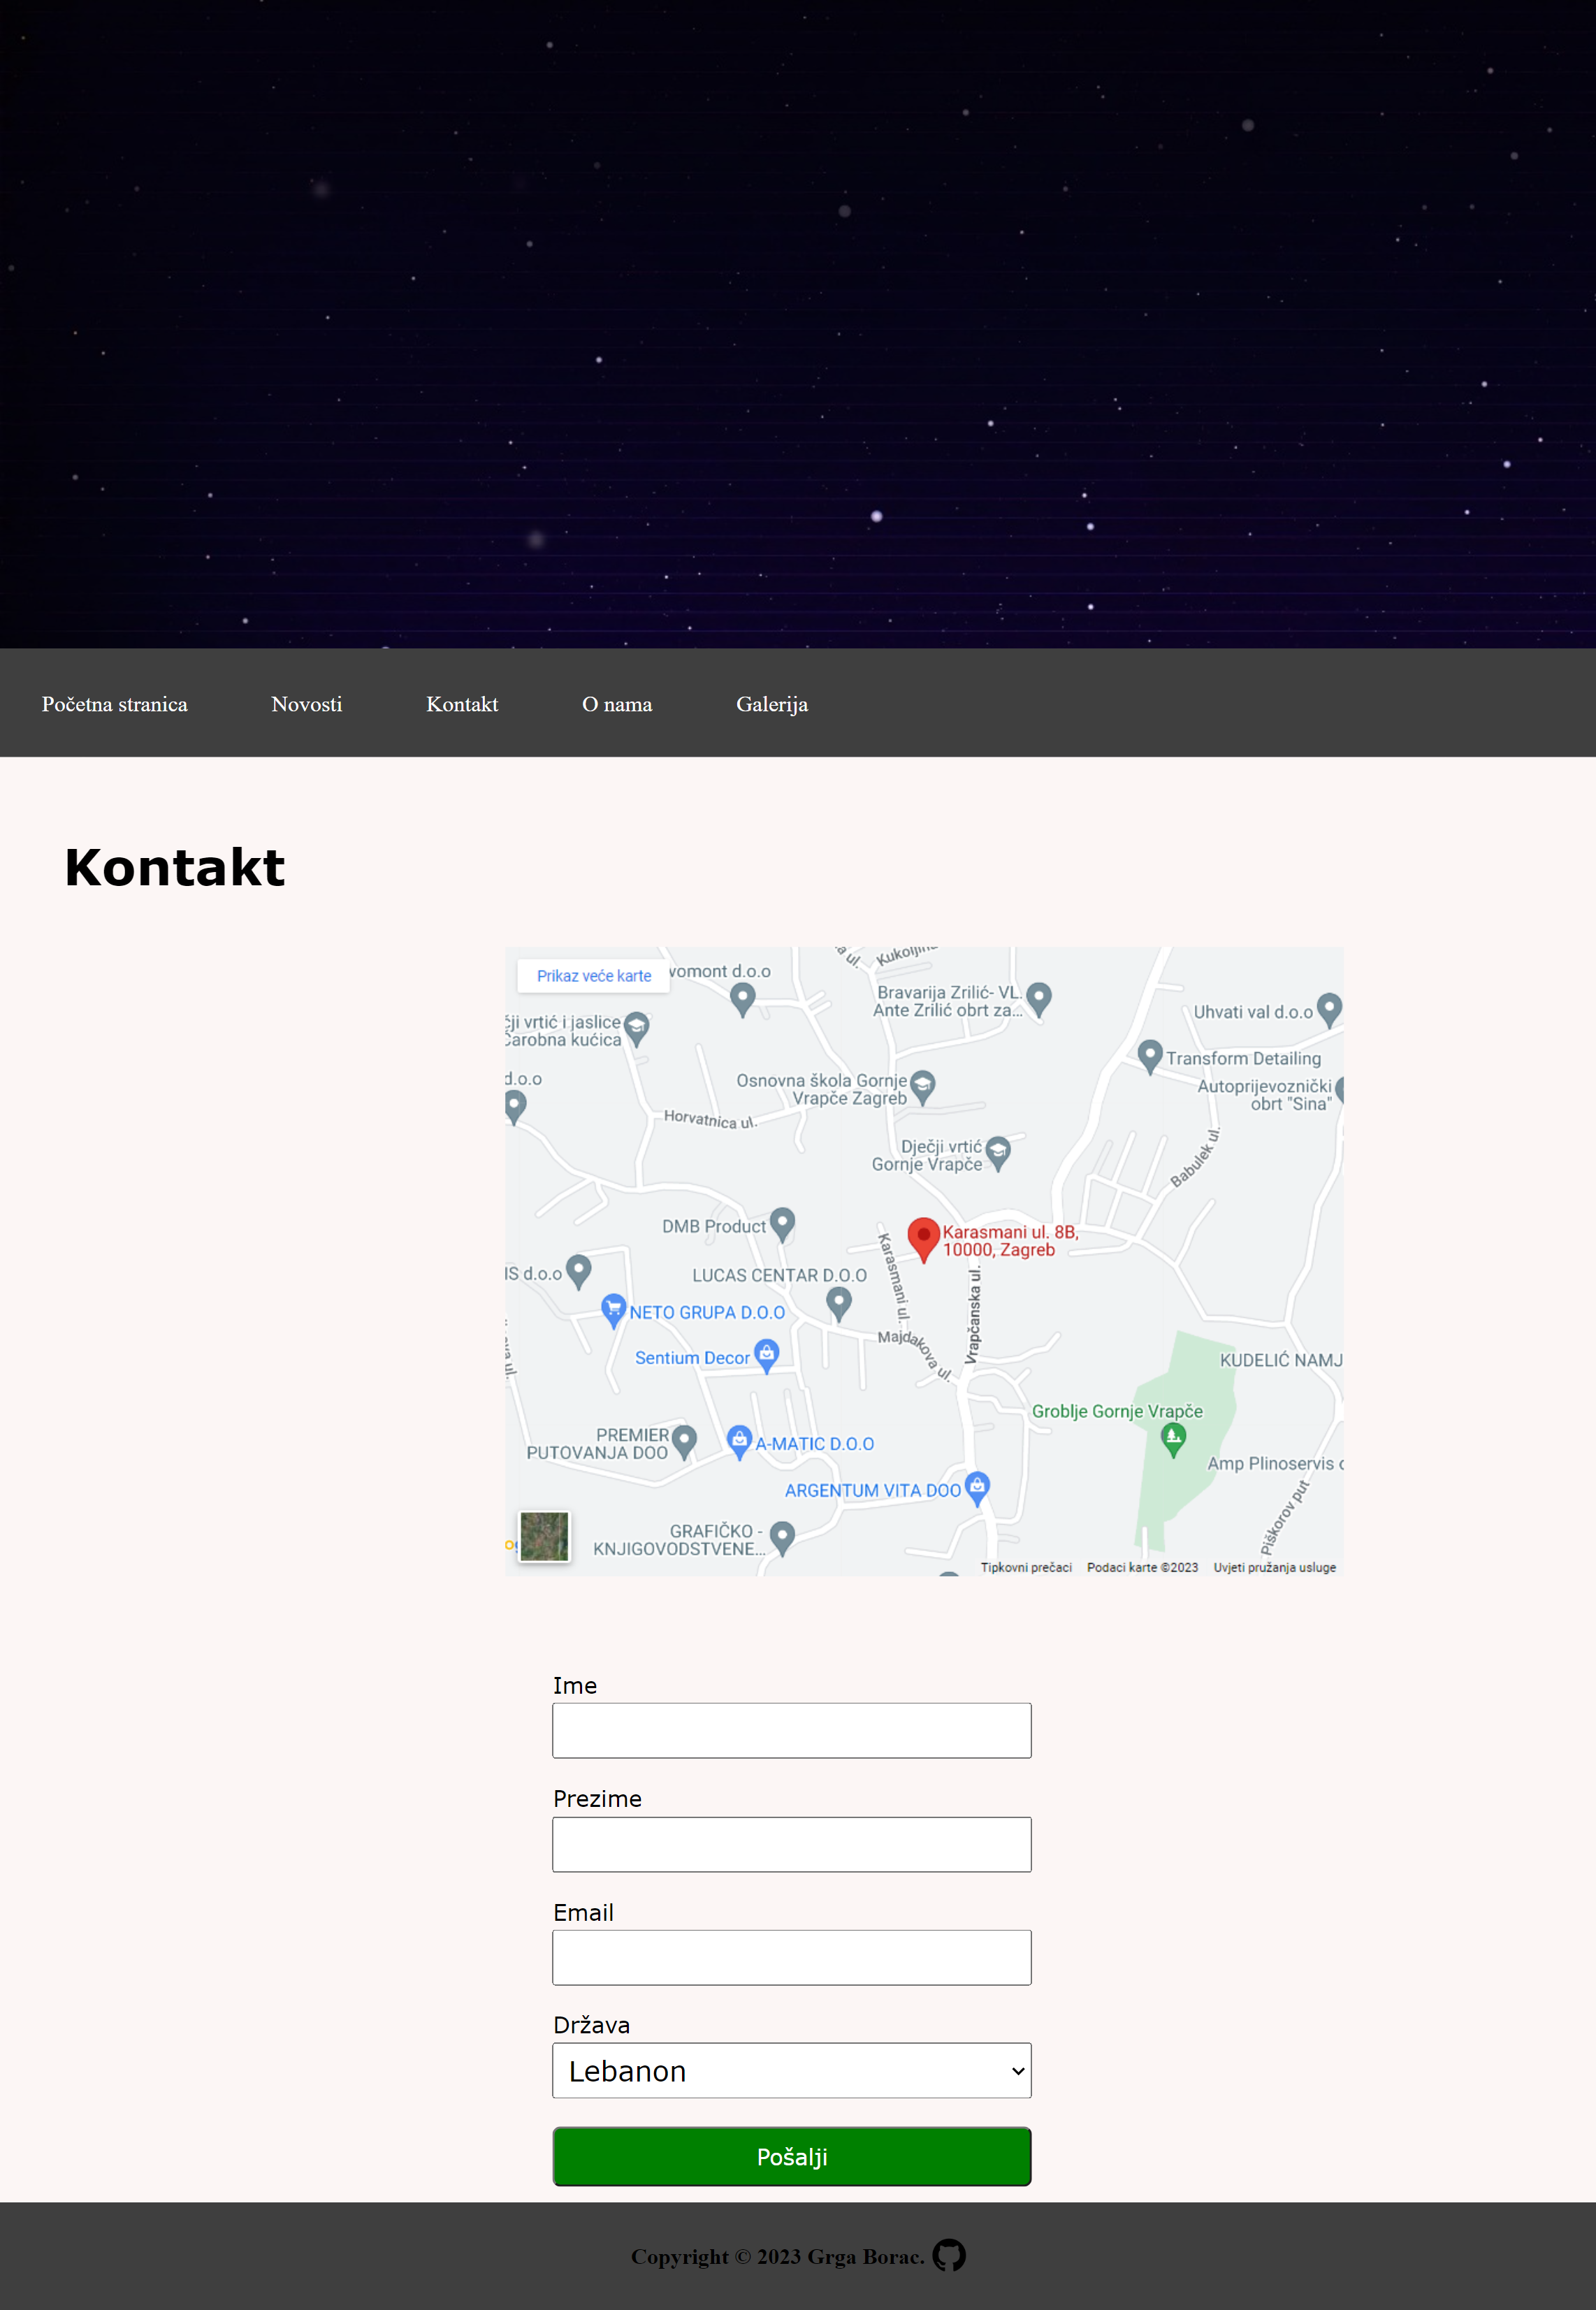 Početna stranica
Novosti
Kontakt
O nama
Galerija
Kontakt
Prikaz veće karte
vomont d.o.o
Kukoljina
ul.
Bravarija Zrilić- VL.
Ante Zrilić obrt za...
Uhvati val d.o.o
čji vrtić i jaslice
Čarobna kućica
Transform Detailing
d.o.o
Osnovna škola Gornje
Vrapče Zagreb
Autoprijevoznički
obrt "Sina"
Horvatnica ul.
Babulek ul.
Dječji vrtić
Gornje Vrapče
DMB Product
Karasmani ul. 8B,
10000, Zagreb
Karasmani ul.
IS d.o.o
LUCAS CENTAR D.O.O
NETO GRUPA D.O.O
Vrapčanska ul.
Majdakova ul.
Sentium Decor
KUDELIĆ NAMJ
ul.
Groblje Gornje Vrapče
PREMIER
PUTOVANJA DOO
A-MATIC D.O.O
Amp Plinoservis
ARGENTUM VITA DOO
Piškorov put
GRAFIČKO -
KNJIGOVODSTVENE...
Tipkovni prečaci
Podaci karte ©2023
Uvjeti pružanja usluge
Ime
Prezime
Email
Država
Lebanon
Pošalji
Copyright © 2023 Grga Borac.